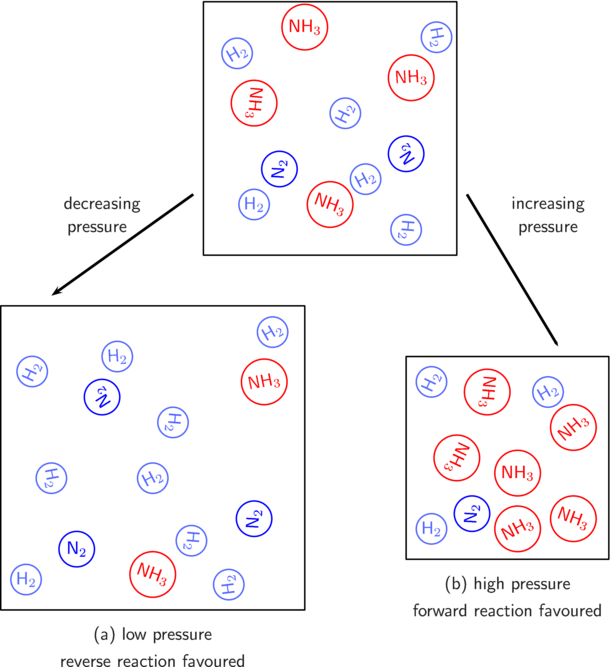 NH₃
H₂
H₂
NH₃
NH₃
H₂
N₂
N₂
H₂
H₂
NH₃
H₂
decreasing
pressure
increasing
pressure
H₂
H₂
H₂
NH₃
N₂
H₂
H₂
H₂
N₂
H₂
N₂
NH₃
H₂
H₂
(a) low pressure
reverse reaction favoured
H₂
NH₃
H₂
NH₃
NH₃
NH₃
N₂
NH₃
H₂
NH₃
(b) high pressure
forward reaction favoured